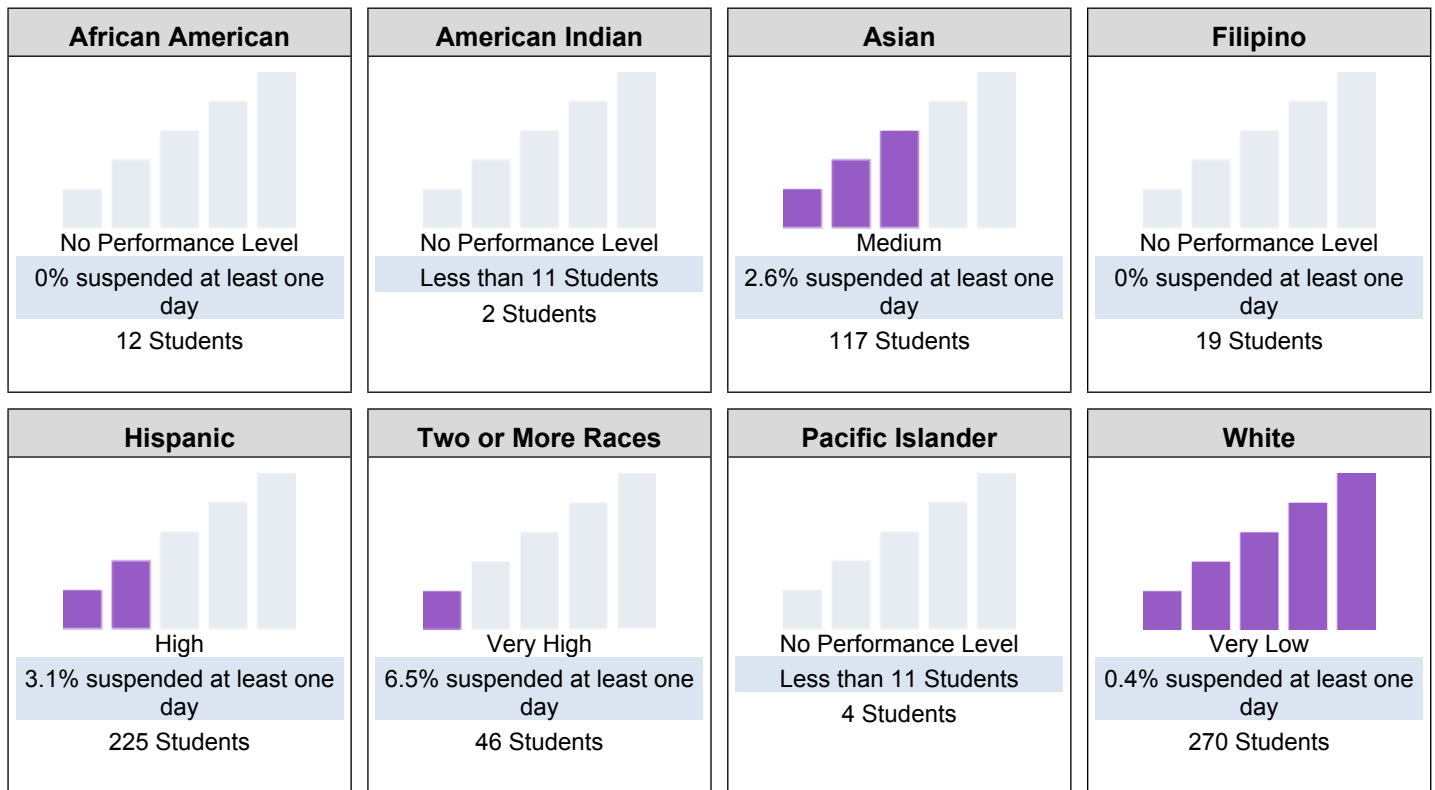 African American
No Performance Level
0% suspended at least one
day
12 Students
American Indian
No Performance Level
Less than 11 Students
2 Students
Asian
Medium
2.6% suspended at least one
day
117 Students
Filipino
No Performance Level
0% suspended at least one
day
19 Students
Hispanic
High
3.1% suspended at least one
day
225 Students
Two or More Races
Very High
6.5% suspended at least one
day
46 Students
Pacific Islander
No Performance Level
Less than 11 Students
4 Students
White
Very Low
0.4% suspended at least one
day
270 Students